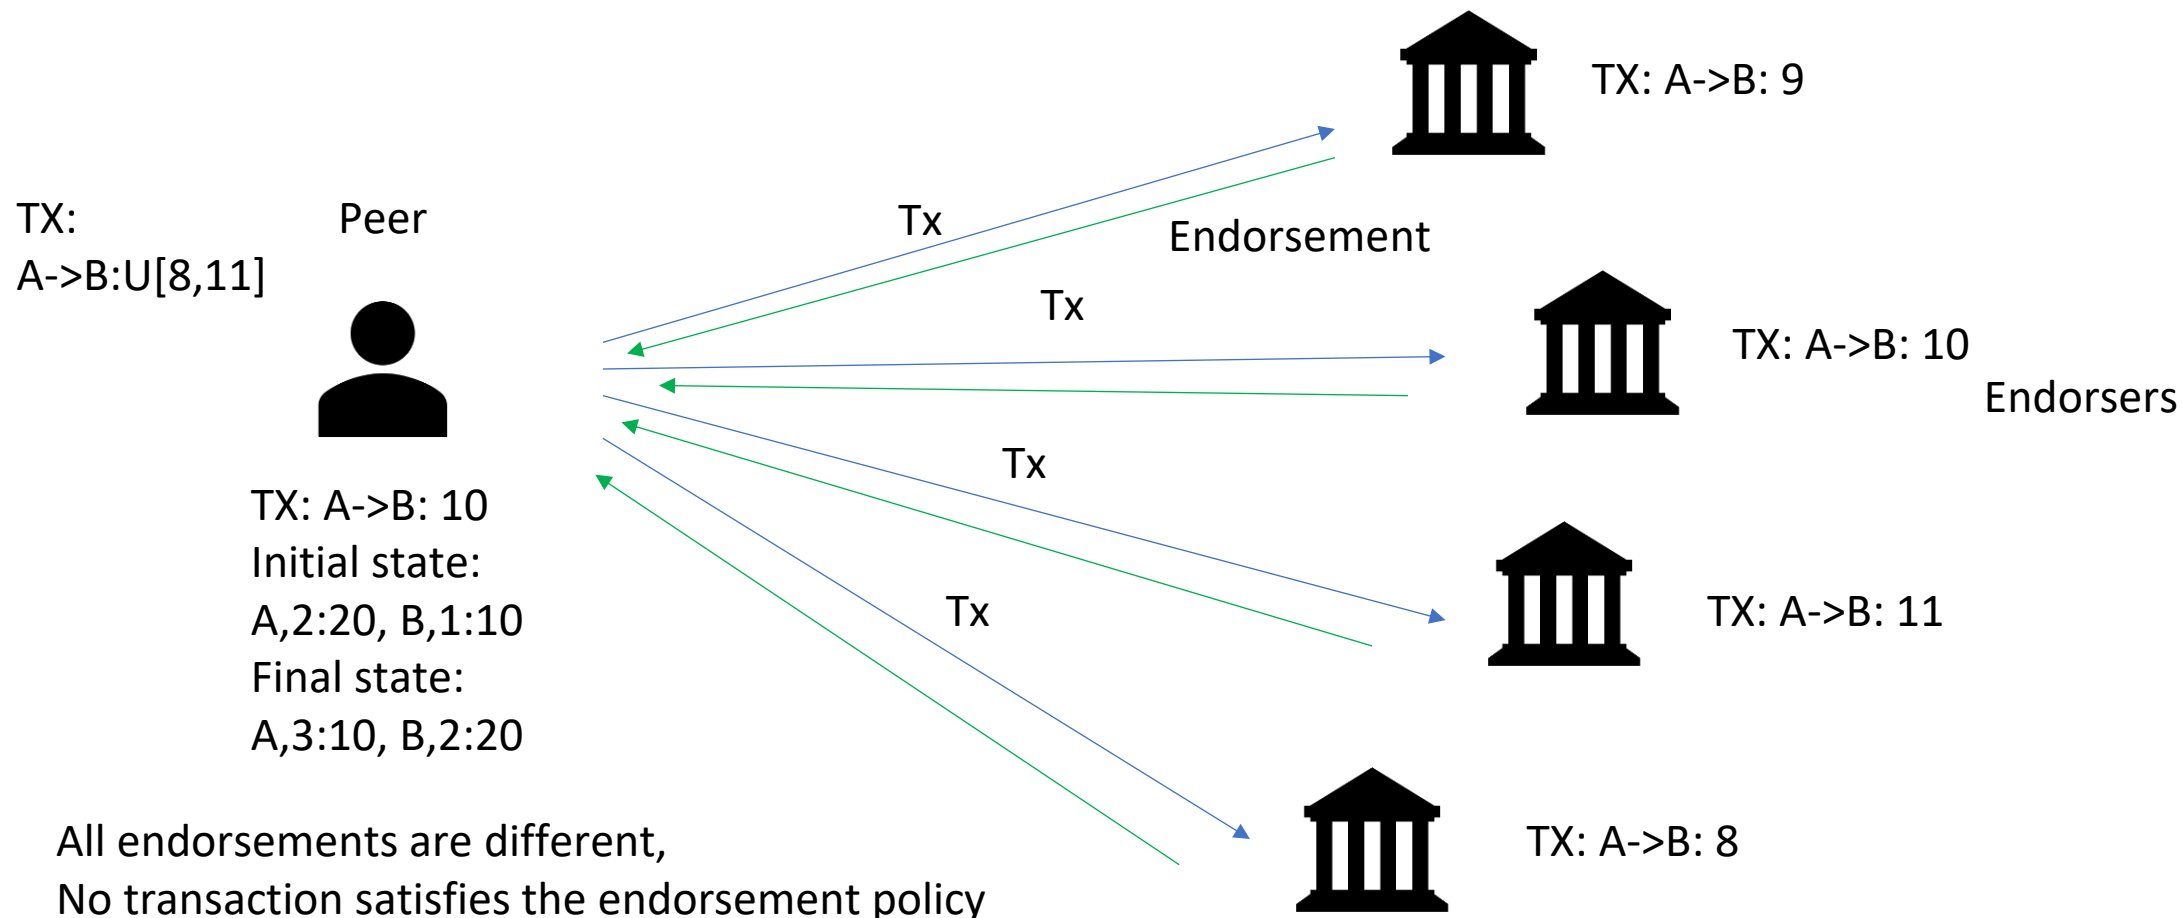 TX: A->B: 9
TX:
A->B:U[8,11]
Peer
Tx
Endorsement
Tx
TX: A->B: 10
Endorsers
Tx
TX: A->B: 10
Initial state:
A,2:20, B,1:10
Final state:
A,3:10, B,2:20
Tx
TX: A->B: 11
TX: A->B: 8
All endorsements are different,
No transaction satisfies the endorsement policy